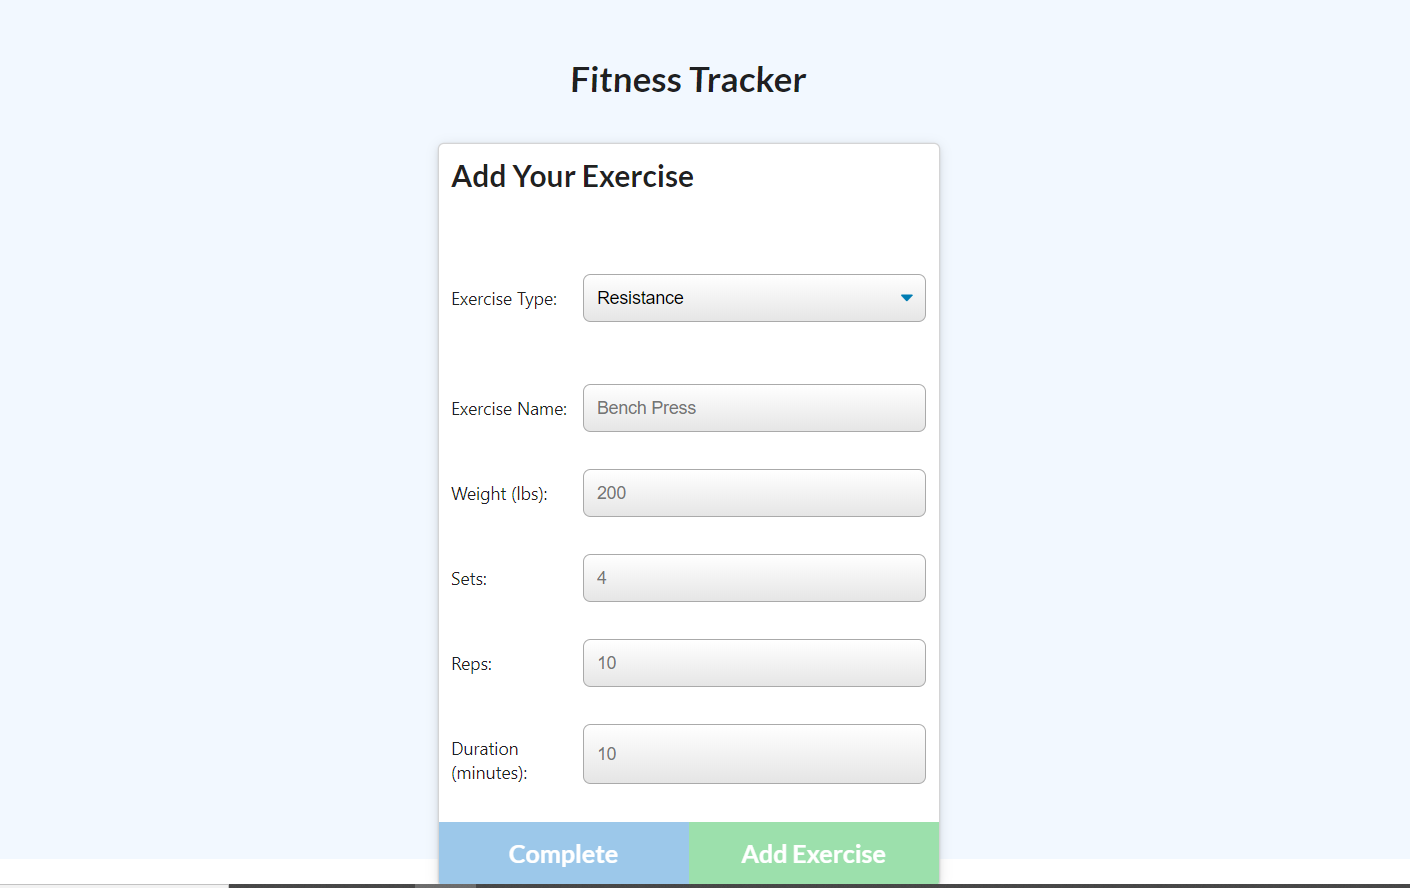 Fitness Tracker
Add Your Exercise
Exercise Type: Resistance
Exercise Name: Bench Press
Weight (lbs): 200
Sets: 4
Reps: 10
Duration
(minutes): 10
Complete Add Exercise